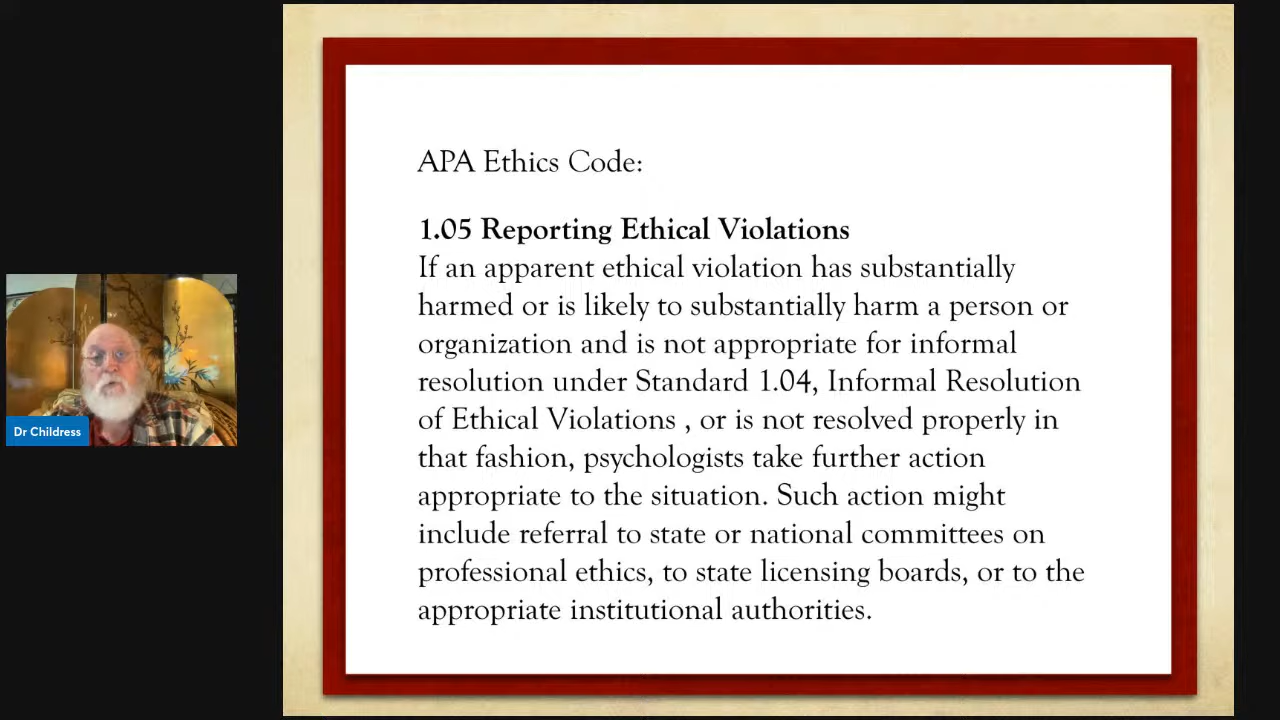 APA Ethics Code:
1.05 Reporting Ethical Violations
If an apparent ethical violation has substantially
harmed or is likely to substantially harm a person or
organization and is not appropriate for informal
resolution under Standard 1.04, Informal Resolution
of Ethical Violations , or is not resolved properly in
that fashion, psychologists take further action
appropriate to the situation. Such action might
include referral to state or national committees on
professional ethics, to state licensing boards, or to the
appropriate institutional authorities.
Dr Childress